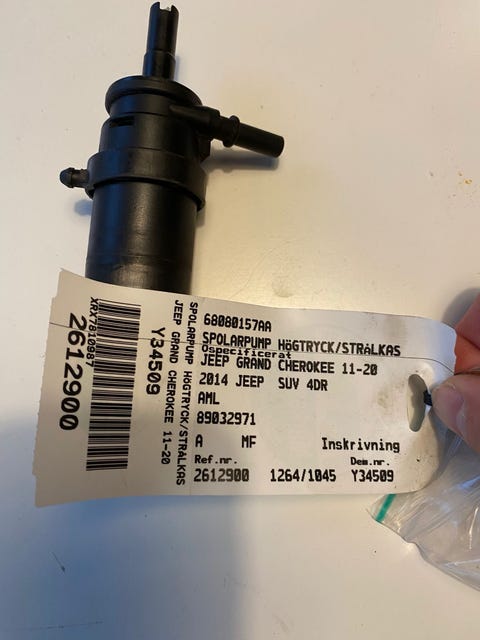 68080157AA
SPOLARPUMP HöGTRYCK/STRÅLKAS
Ospecificerat
JEEP GRAND CHEROKEE 11-20
2014 JEEP SUV 4DR
AML
89032971
A MF Inskrivning
Ref.nr. Dem.nr.
2612900 1264/1045 Y34509
SPOLARPUMP HöGTRYCK/STRÅLKAS
JEEP GRAND CHEROKEE 11-20
Y34509
XRX7810987
2612900